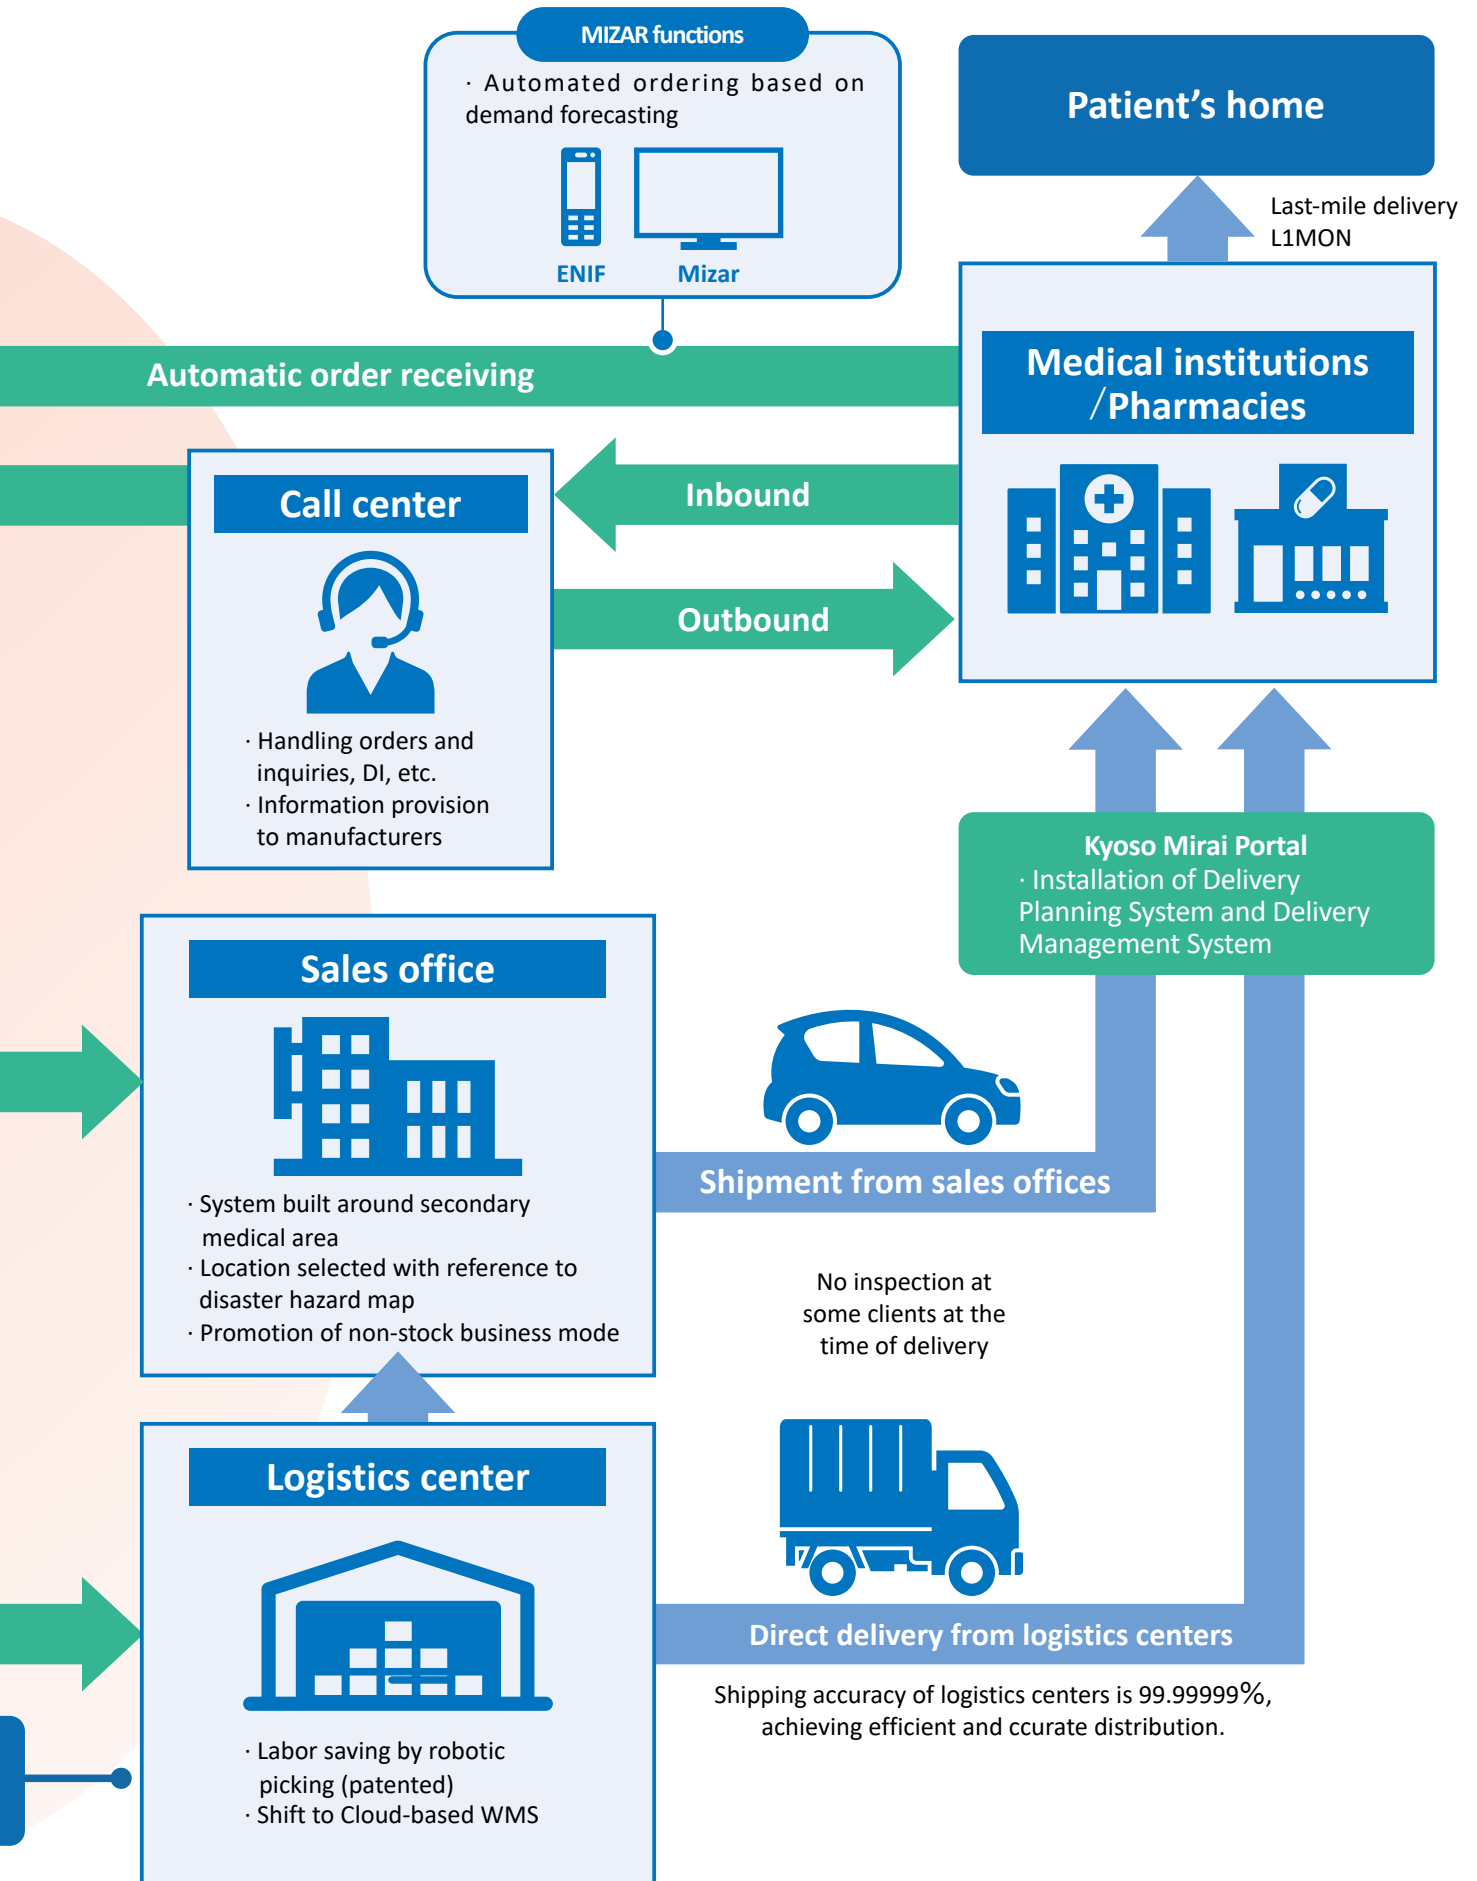 MIZAR functions
· Automated ordering based on
demand forecasting
ENIF
Mizar
Patient’s home
Last-mile delivery
L1MON
Automatic order receiving
Medical institutions
/Pharmacies
Inbound
Outbound
Call center
· Handling orders and
inquiries, DI, etc.
· Information provision
to manufacturers
Kyoso Mirai Portal
· Installation of Delivery
Planning System and Delivery
Management System
Sales office
· System built around secondary
medical area
· Location selected with reference to
disaster hazard map
· Promotion of non-stock business mode
Shipment from sales offices
No inspection at
some clients at the
time of delivery
Logistics center
· Labor saving by robotic
picking (patented)
· Shift to Cloud-based WMS
Direct delivery from logistics centers
Shipping accuracy of logistics centers is 99.99999%,
achieving efficient and ccurate distribution.